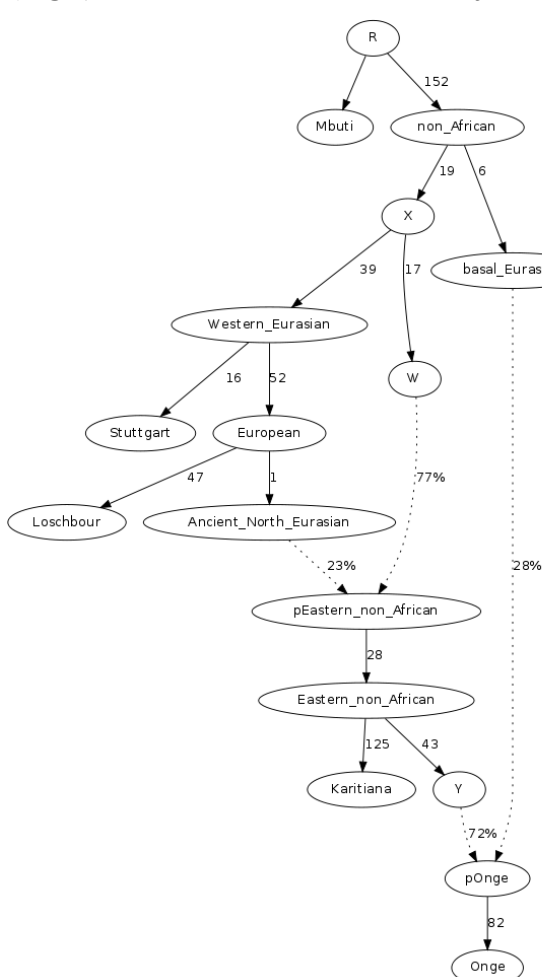 R
152
Mbuti
non_African
19
6
X
basal_Euras
39
17
Western_Eurasian
16
52
W
Stuttgart
European
47
1
77%
Loschbour
Ancient_North_Eurasian
23%
28%
pEastern_non_African
28
Eastern_non_African
125
43
Karitiana
Y
72%
pOnge
82
Onge